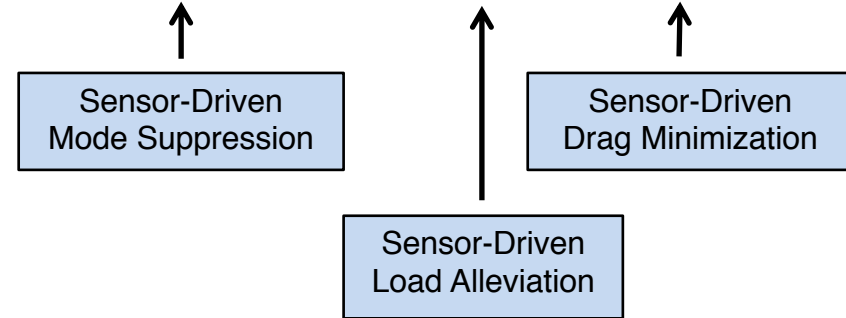 Sensor-Driven
Mode Suppression
Sensor-Driven
Drag Minimization
Sensor-Driven
Load Alleviation